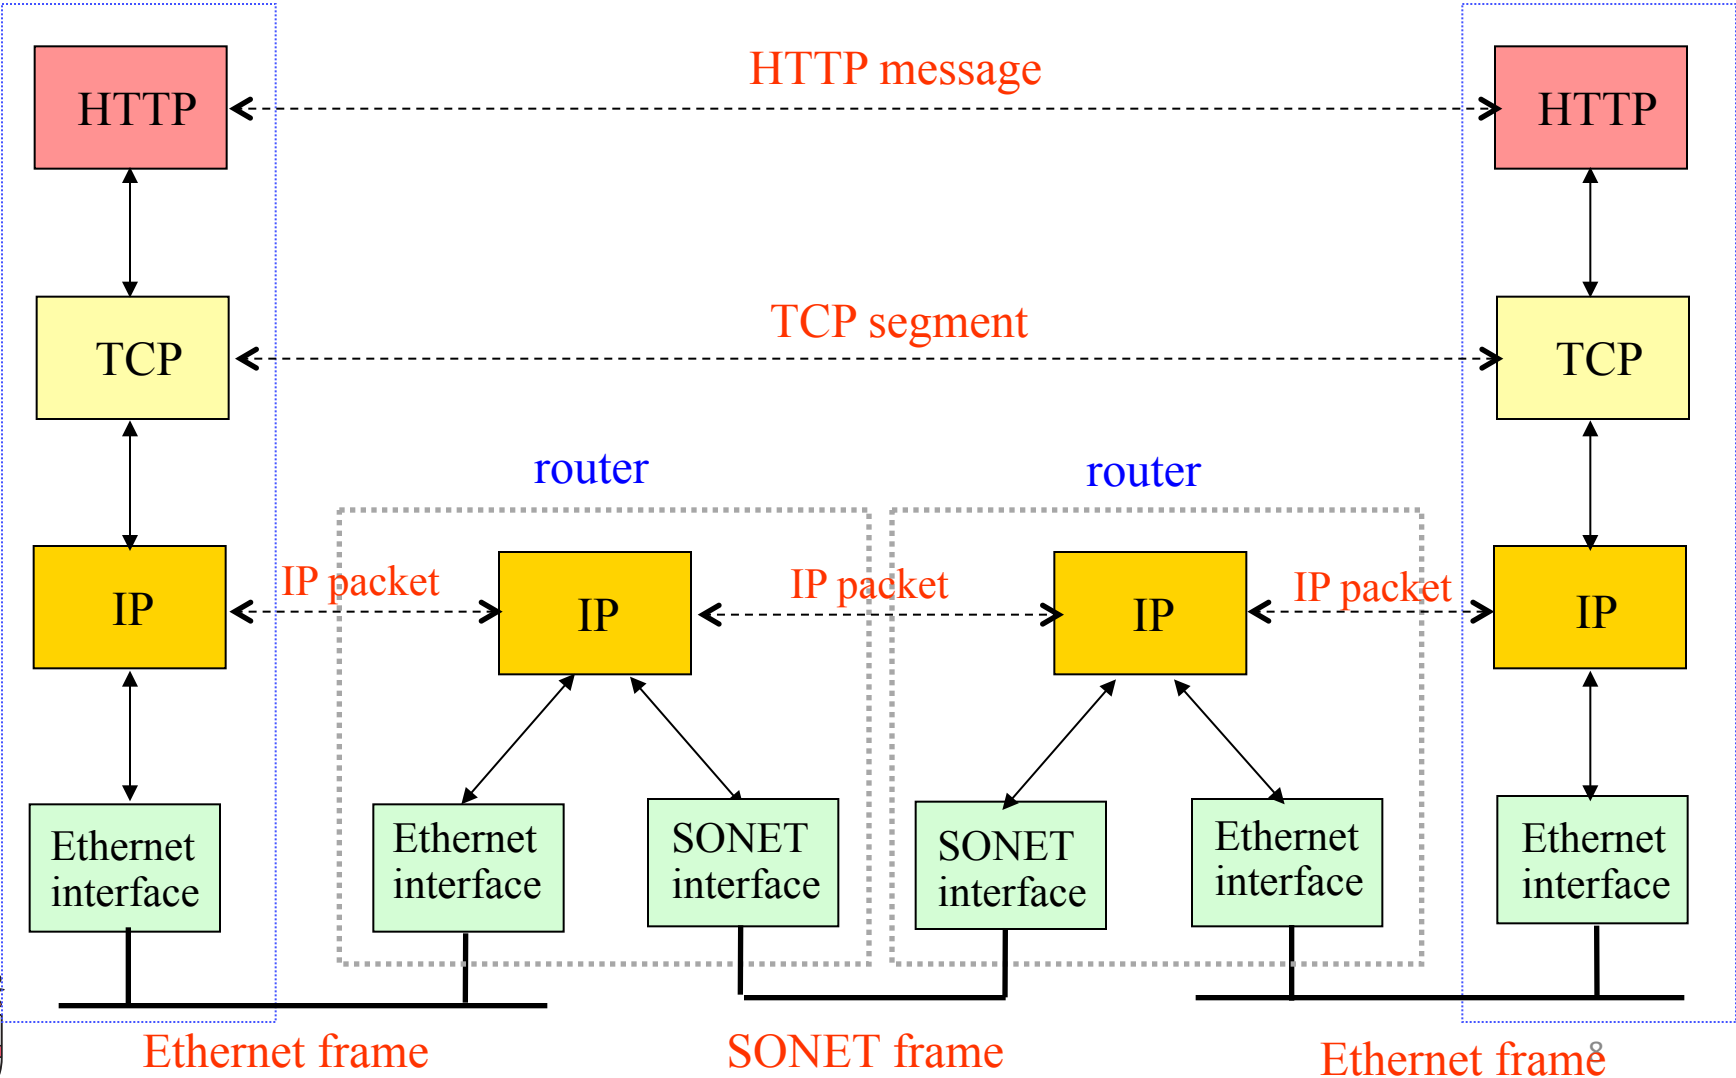 HTTP message
HTTP
HTTP
TCP segment
TCP
TCP
router
router
IP packet
IP packet
IP packet
IP
IP
IP
IP
Ethernet
interface
Ethernet
interface
SONET
interface
SONET
interface
Ethernet
interface
Ethernet
interface
Ethernet frame
SONET frame
Ethernet frame
8